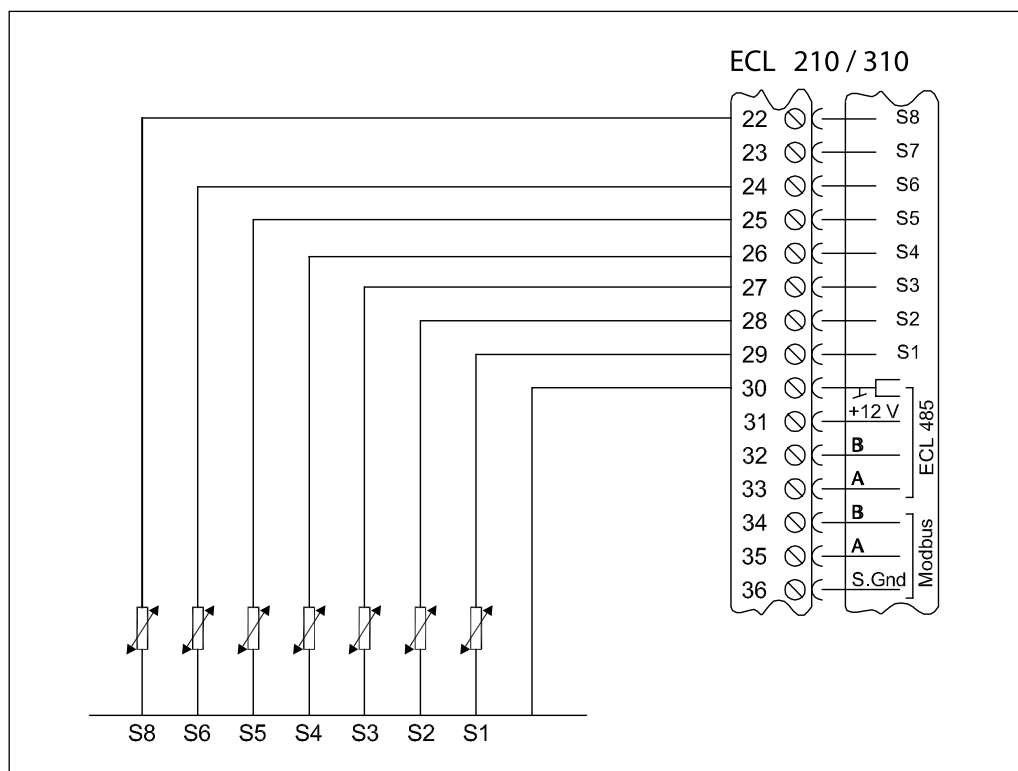 ECL 210 / 310
22 S8
23 S7
24 S6
25 S5
26 S4
27 S3
28 S2
29 S1
30
31 +12 V
32 B
33 A
34 B
35 A
36 S.Gnd
ECL 485
Modbus
S8 S6 S5 S4 S3 S2 S1